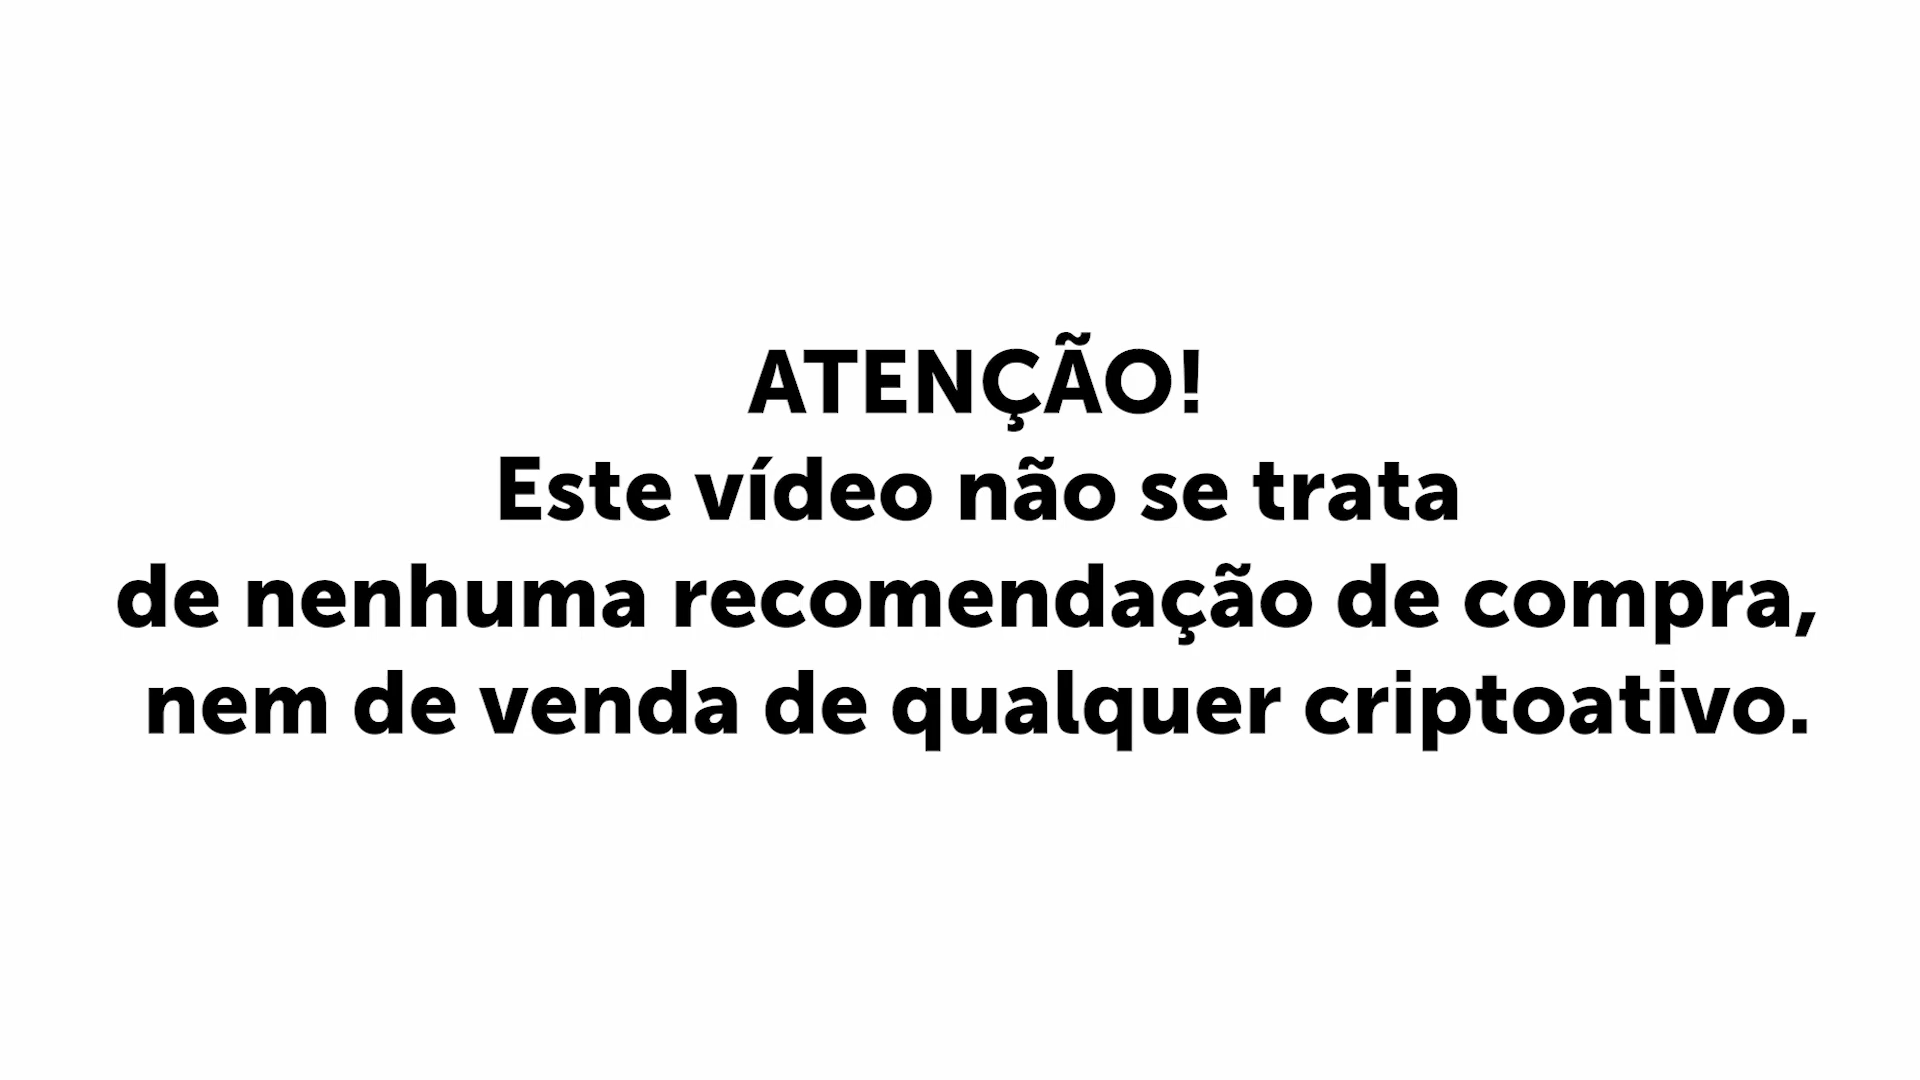 ATENÇÃO!
Este vídeo não se trata
de nenhuma recomendação de compra,
nem de venda de qualquer criptoativo.